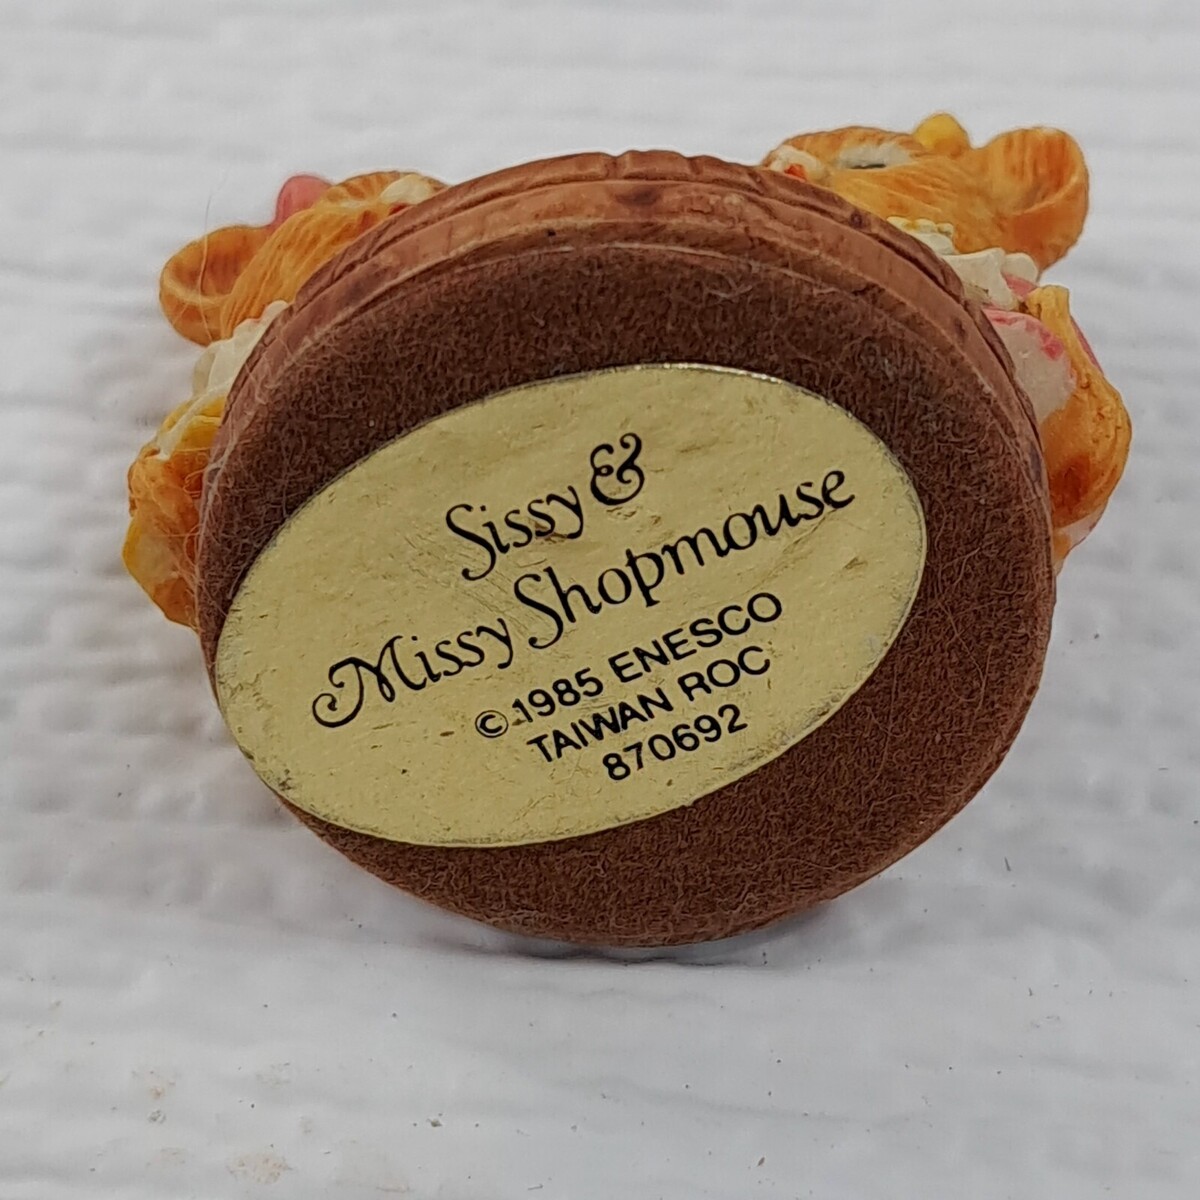 Sissy &
Missy Shopmouse
© 1985 ENESCO
TAIWAN ROC
870692